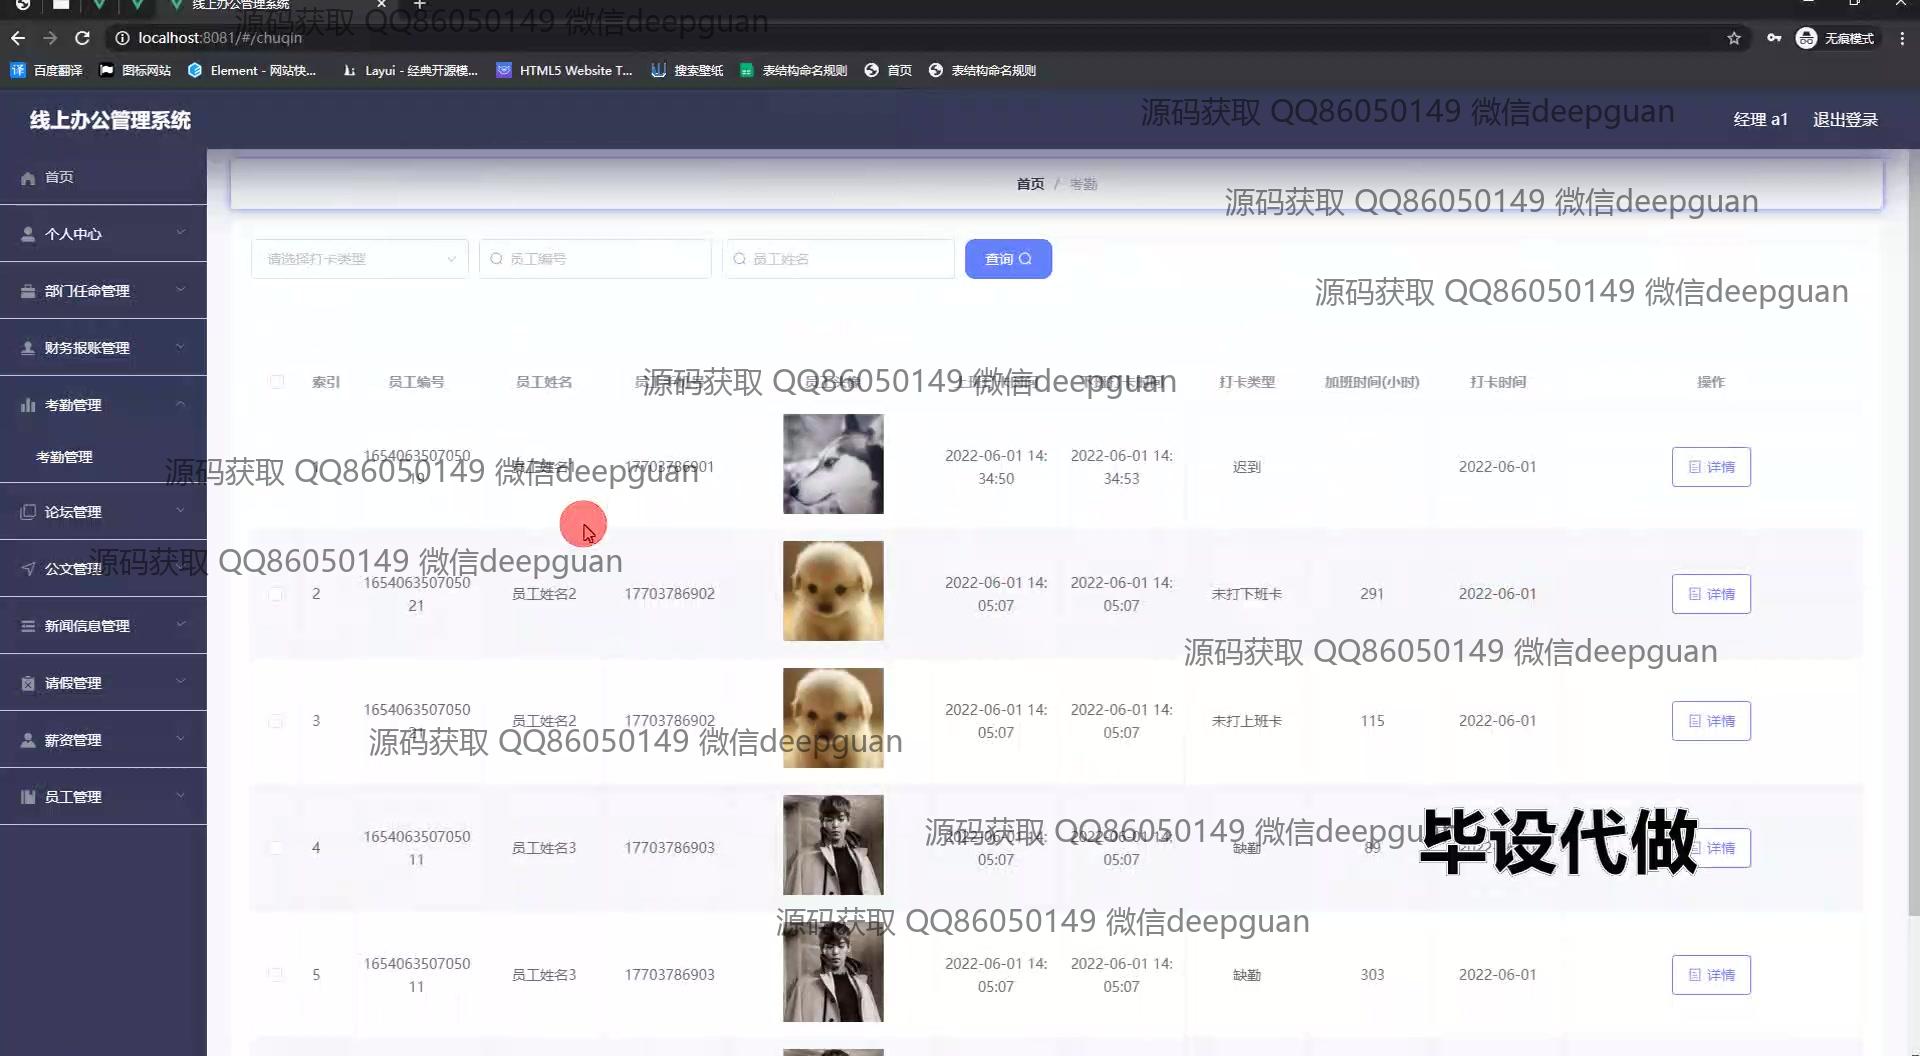 线上办公管理系统
源码获取 QQ86050149 微信deepguan
localhost:8081/#/chuqin
无痕模式
百度翻译
图标网站
Element - 网站快...
Layui - 经典开源模...
HTML5 Website T...
搜索壁纸
表结构命名规则
首页
表结构命名规则
线上办公管理系统
源码获取 QQ86050149 微信deepguan
经理 a1
退出登录
首页
个人中心
部门任命管理
财务报账管理
考勤管理
考勤管理
论坛管理
公文管理
新闻信息管理
请假管理
薪资管理
员工管理
首页 / 考勤
源码获取 QQ86050149 微信deepguan
请选择打卡类型
员工编号
员工姓名
查询
源码获取 QQ86050149 微信deepguan
索引 员工编号 员工姓名 打卡类型 加班时间(小时) 打卡时间 操作
源码获取 QQ86050149 微信deepguan
1654063507050 员工姓名1 17703786901 2022-06-01 14: 2022-06-01 14: 迟到 2022-06-01 详情
34:50 34:53
源码获取 QQ86050149 微信deepguan
源码获取 QQ86050149 微信deepguan
2 1654063507050 员工姓名2 17703786902 2022-06-01 14: 2022-06-01 14: 未打下班卡 291 2022-06-01 详情
21 05:07 05:07
源码获取 QQ86050149 微信deepguan
3 1654063507050 员工姓名2 17703786902 2022-06-01 14: 2022-06-01 14: 未打上班卡 115 2022-06-01 详情
21 05:07 05:07
源码获取 QQ86050149 微信deepguan
4 1654063507050 员工姓名3 17703786903 2022-06-01 14: 2022-06-01 14: 缺勤 89 详情
11 05:07 05:07
源码获取 QQ86050149 微信deepgu
毕设代做
源码获取 QQ86050149 微信deepguan
5 1654063507050 员工姓名3 17703786903 2022-06-01 14: 2022-06-01 14: 缺勤 303 2022-06-01 详情
11 05:07 05:07